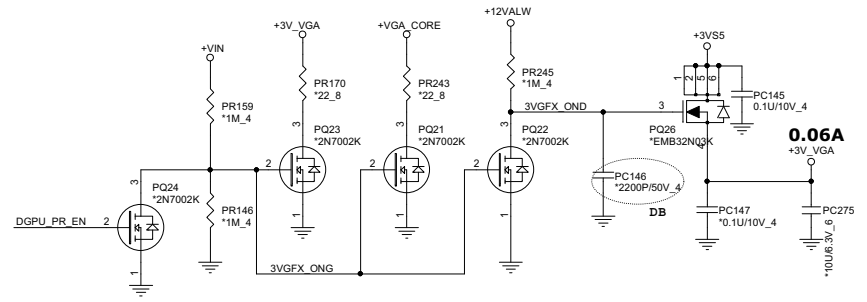 +12VALW
+3V_VGA
+VGA_CORE
+VIN
+3VS5
PR159
*1M_4
PR170
*22_8
PR243
*22_8
PR245
*1M_4
3VGFX_OND
1
2
5
6
3
4
PC145
0.1U/10V_4
PQ26
*EMB32N03K
0.06A
+3V_VGA
3
PQ23
*2N7002K
2
1
3
PQ21
*2N7002K
2
1
3
PQ22
*2N7002K
2
1
PC146
*2200P/50V_4
DB
3
PQ24
*2N7002K
DGPU_PR_EN
2
1
PR146
*1M_4
3VGFX_ONG
PC147
*0.1U/10V_4
PC275
*10U/6.3V_6